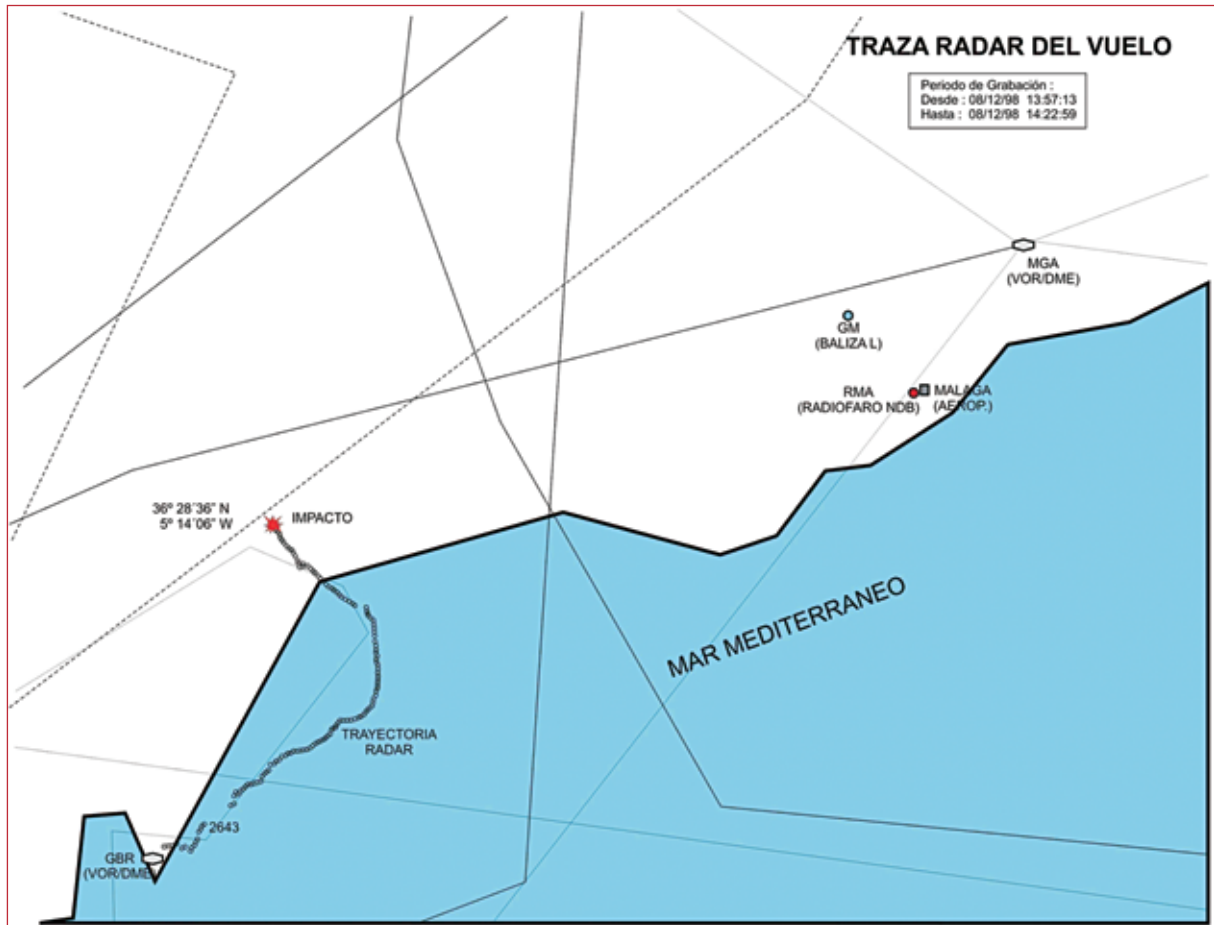 TRAZA RADAR DEL VUELO
Periodo de Grabación :
Desde : 08/12/98 13:57:13
Hasta : 08/12/98 14:22:59
MGA
(VOR/DME)
GM
(BALIZA L)
RMA
(RADIOFARO NDB)
MALAGA
(AEROP.)
36º 28´36" N
5º 14´06" W
IMPACTO
MAR MEDITERRANEO
TRAYECTORIA
RADAR
2643
GBR
(VOR/DME)